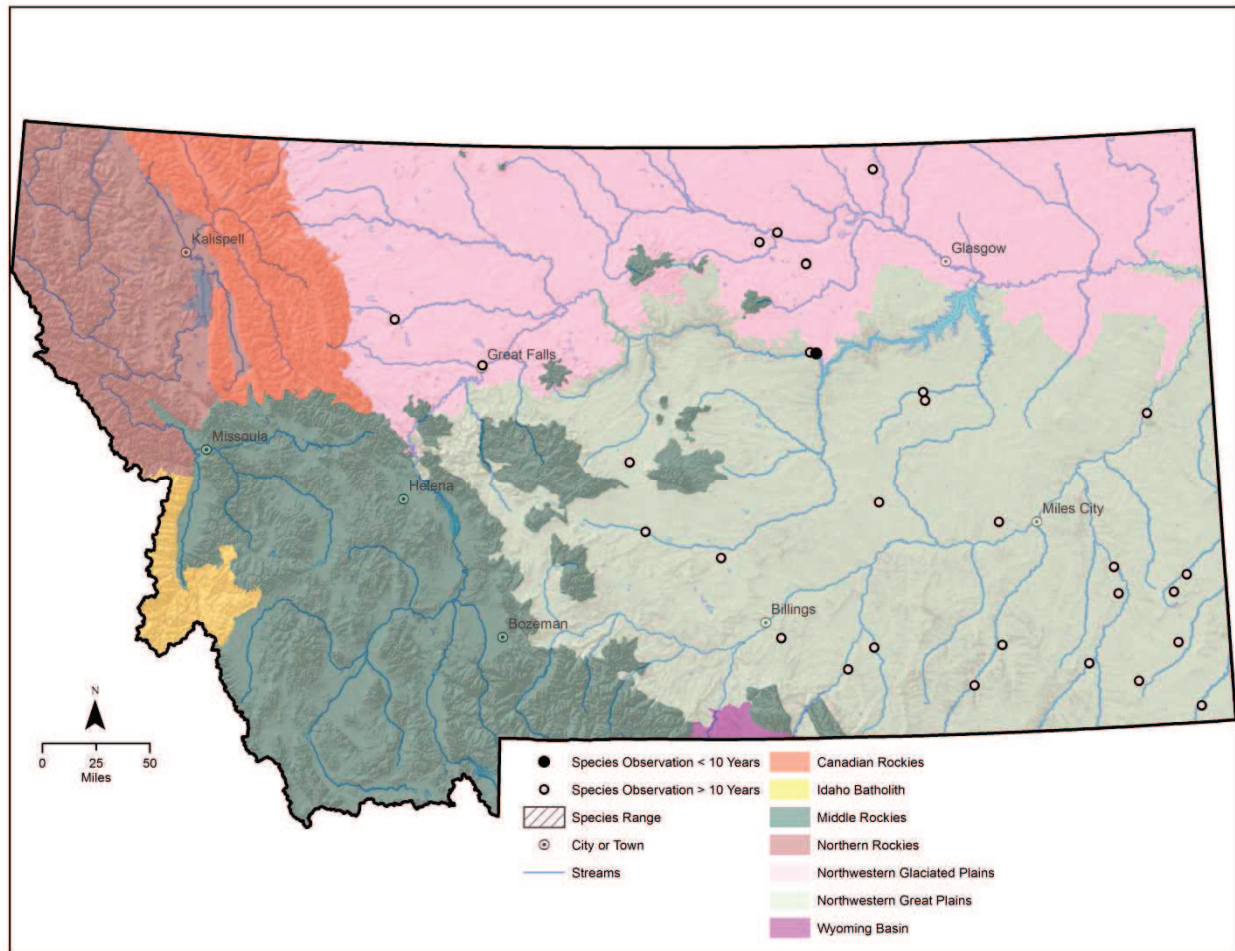 Kalispell
Glasgow
Great Falls
Missoula
Helena
Miles City
Billings
Bozeman
N
0 25 50
Miles
Species Observation < 10 Years
Species Observation > 10 Years
Species Range
City or Town
Streams
Canadian Rockies
Idaho Batholith
Middle Rockies
Northern Rockies
Northwestern Glaciated Plains
Northwestern Great Plains
Wyoming Basin